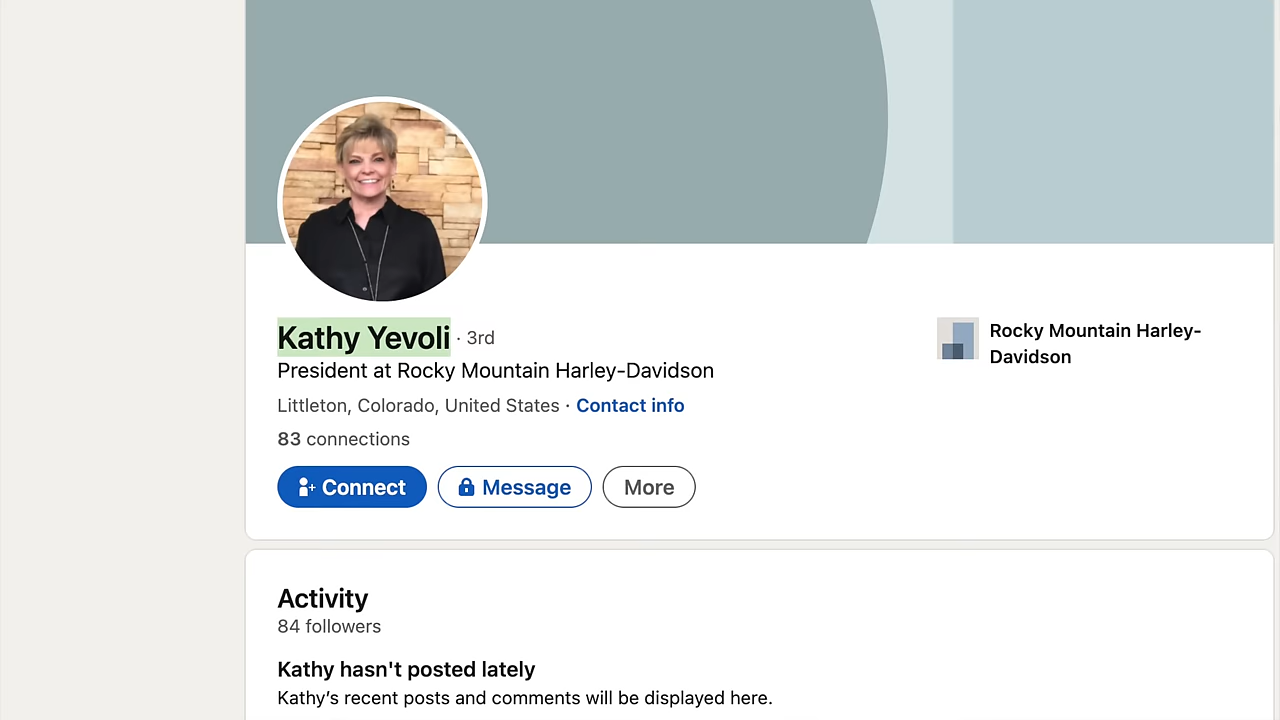 Kathy Yevoli · 3rd
President at Rocky Mountain Harley-Davidson
Littleton, Colorado, United States · Contact info
83 connections
Connect
Message
More
Rocky Mountain Harley-
Davidson
Activity
84 followers
Kathy hasn't posted lately
Kathy’s recent posts and comments will be displayed here.